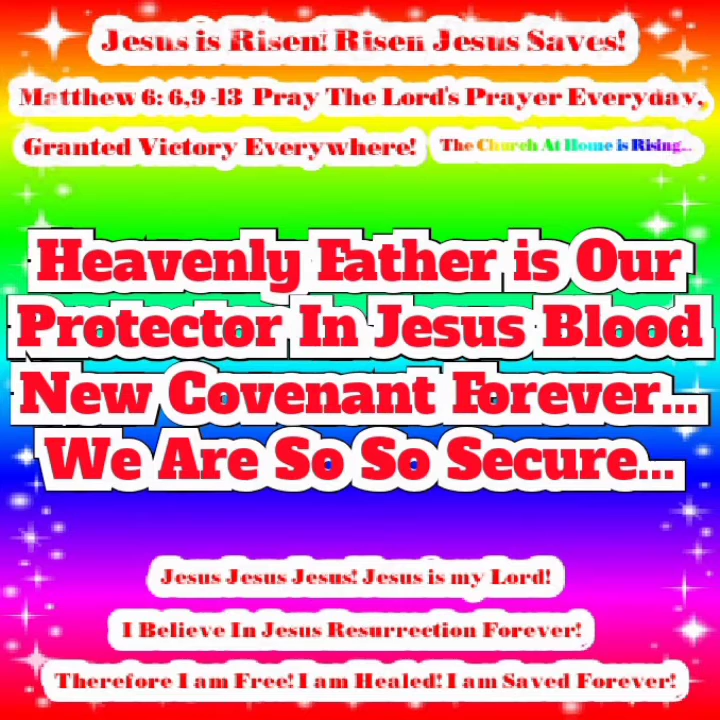 Jesus is Risen! Risen Jesus Saves!
Matthew 6: 6,9 -13 Pray The Lord's Prayer Everyday,
Granted Victory Everywhere! The Church At Home is Rising...
Heavenly Father is Our
Protector In Jesus Blood
New Covenant Forever...
We Are So So Secure...
Jesus Jesus Jesus! Jesus is my Lord!
I Believe In Jesus Resurrection Forever!
Therefore I am Free! I am Healed! I am Saved Forever!